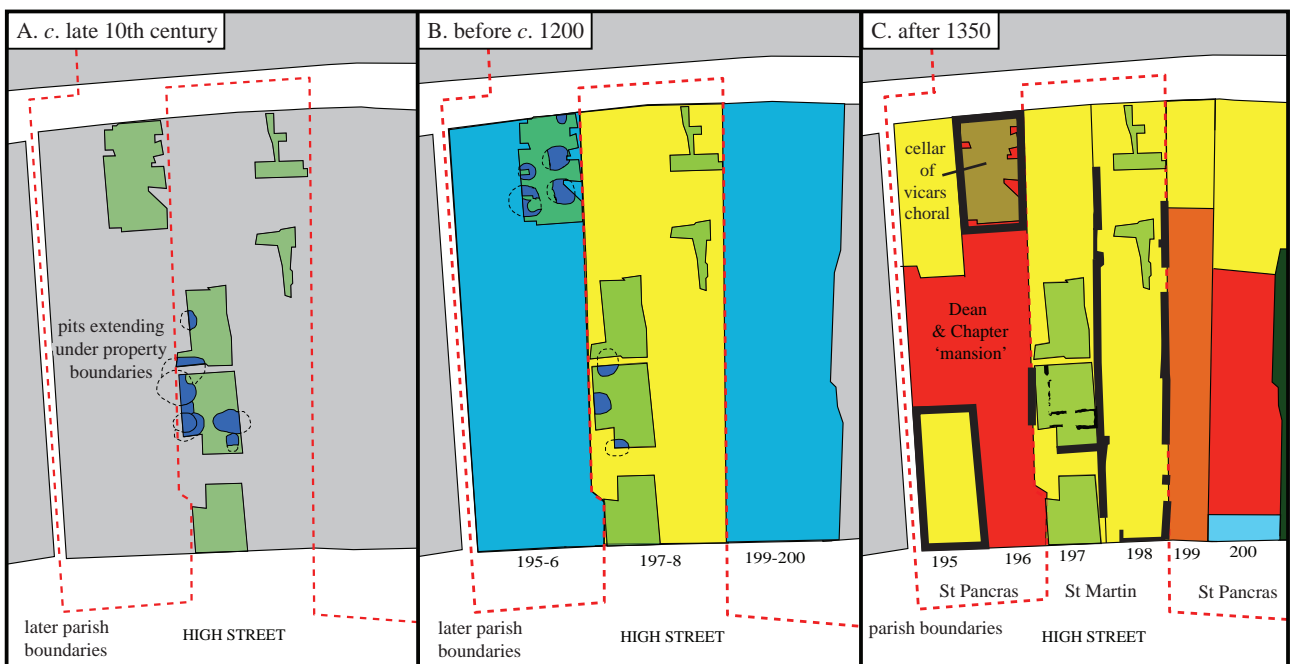 A. c. late 10th century
pits extending
under property
boundaries
later parish
boundaries
HIGH STREET
B. before c. 1200
195-6
197-8
199-200
later parish
boundaries
HIGH STREET
C. after 1350
cellar
of
vicars
choral
Dean
& Chapter
‘mansion’
195
196
197
198
199
200
St Pancras
St Martin
St Pancras
parish boundaries
HIGH STREET